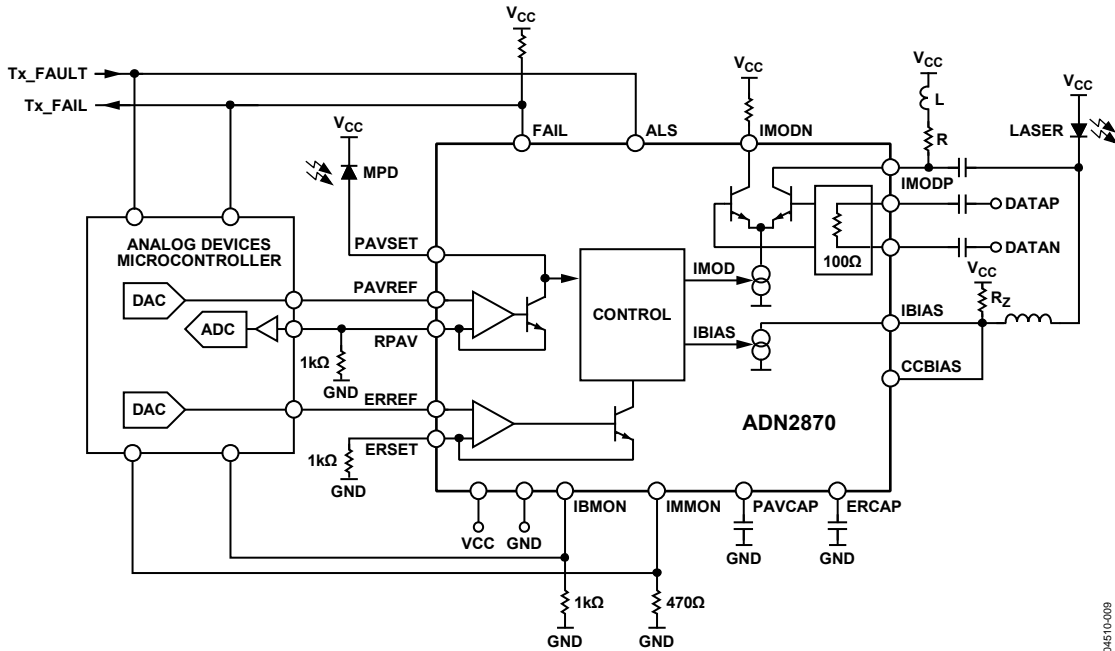 VCC
Tx_FAULT
Tx_FAIL
VCC
VCC
VCC
L
R
LASER
VCC
FAIL
ALS
IMODN
MPD
IMODP
DATAP
DATAN
100Ω
ANALOG DEVICES
MICROCONTROLLER
PAVSET
IMOD
VCC
RZ
DAC
PAVREF
CONTROL
IBIAS
IBIAS
ADC
RPAV
1kΩ
GND
CCBIAS
DAC
ERREF
ADN2870
ERSET
1kΩ
GND
IBMON
IMMON
PAVCAP
ERCAP
VCC
GND
GND
GND
1kΩ
470Ω
GND
GND
04510-009